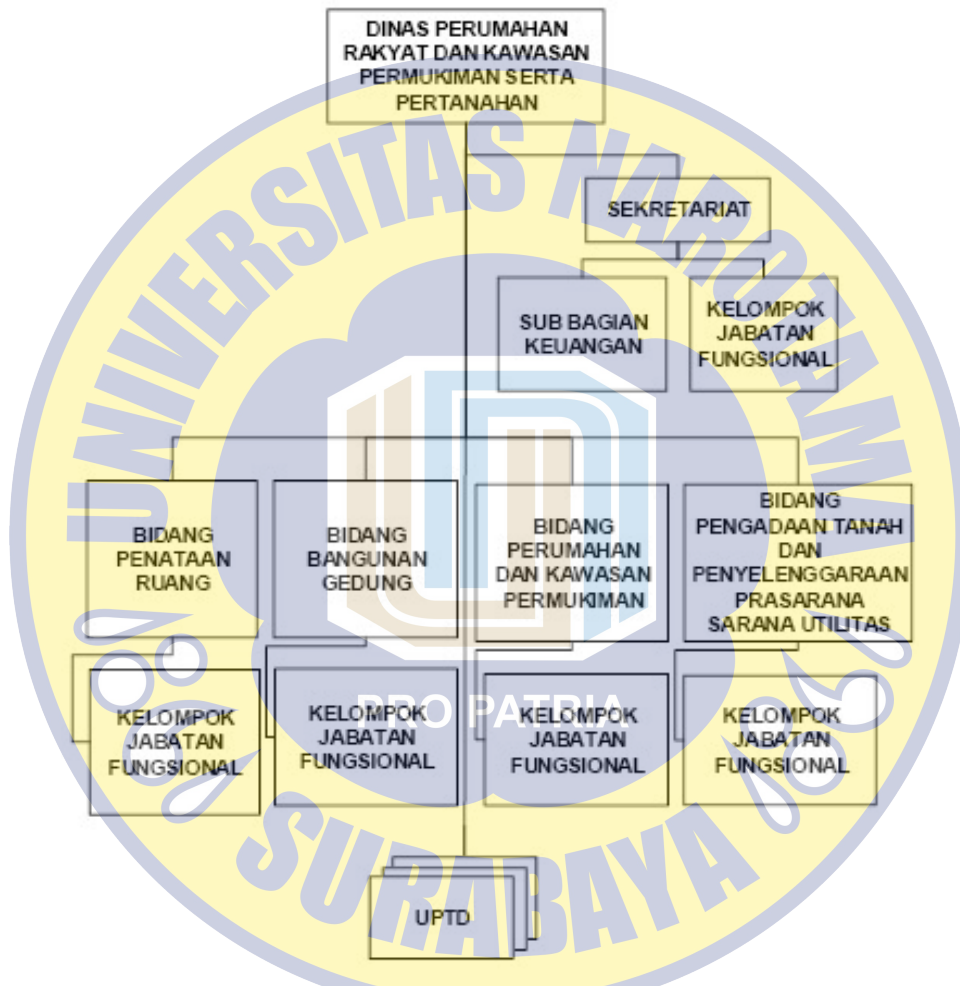 DINAS PERUMAHAN
RAKYAT DAN KAWASAN
PERMUKIMAN SERTA
PERTANAHAN
UNIVERSITAS NAROTAMA
SEKRETARIAT
SUB BAGIAN
KEUANGAN
KELOMPOK
JABATAN
FUNGSIONAL
BIDANG
PENATAAN
RUANG
BIDANG
BANGUNAN
GEDUNG
BIDANG
PERUMAHAN
DAN KAWASAN
PERMUKIMAN
BIDANG
PENGADAAN TANAH
DAN
PENYELENGGARAAN
PRASARANA
SARANA UTILITAS
KELOMPOK
JABATAN
FUNGSIONAL
KELOMPOK
JABATAN
FUNGSIONAL
KELOMPOK
JABATAN
FUNGSIONAL
KELOMPOK
JABATAN
FUNGSIONAL
PRO PATRIA
SURABAYA
UPTD